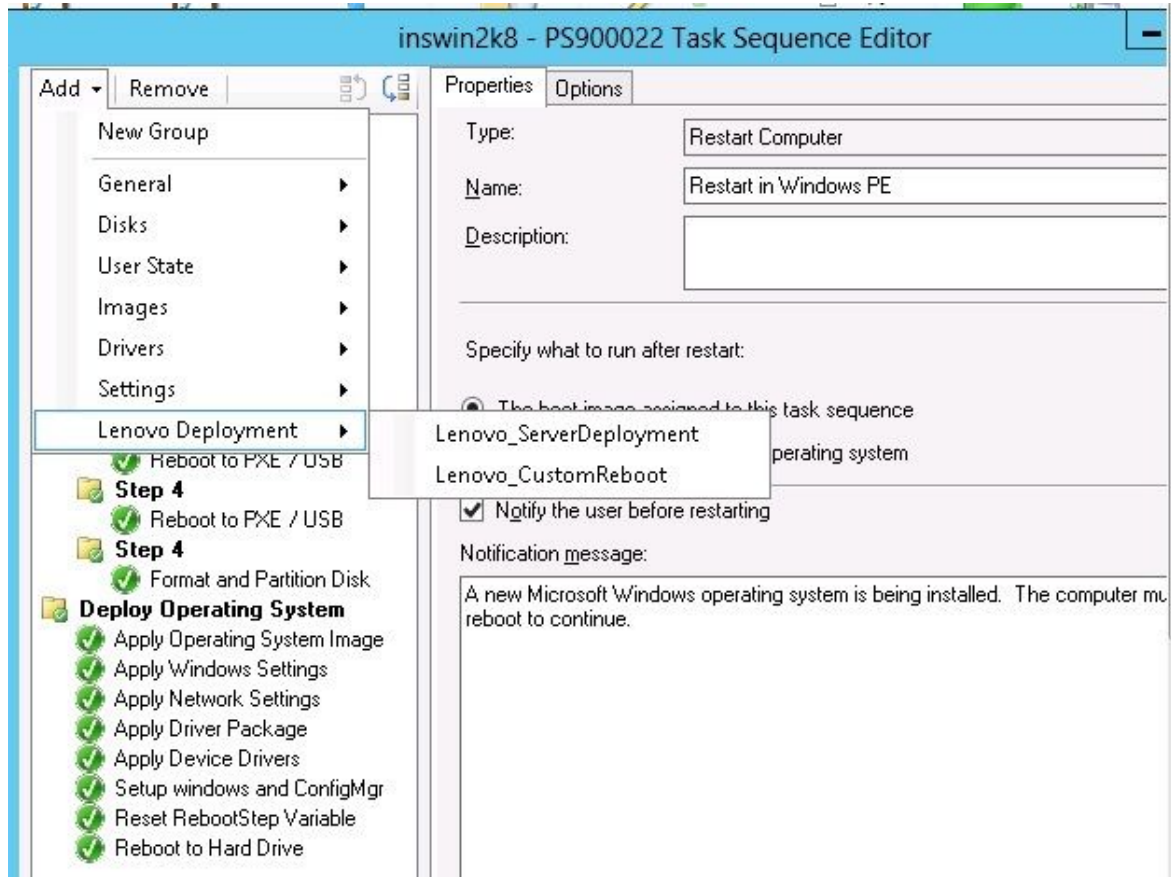 inswin2k8 - PS900022 Task Sequence Editor
Add Remove
Properties Options
New Group
General
Disks
User State
Images
Drivers
Settings
Lenovo Deployment
Lenovo_ServerDeployment
Lenovo_CustomReboot
Reboot to PXE / USB
Step 4
Reboot to PXE / USB
Step 4
Format and Partition Disk
Deploy Operating System
Apply Operating System Image
Apply Windows Settings
Apply Network Settings
Apply Driver Package
Apply Device Drivers
Setup windows and ConfigMgr
Reset RebootStep Variable
Reboot to Hard Drive
Type: Restart Computer
Name: Restart in Windows PE
Description:
Specify what to run after restart:
The boot image assigned to this task sequence
perating system
Notify the user before restarting
Notification message:
A new Microsoft Windows operating system is being installed. The computer mu
reboot to continue.